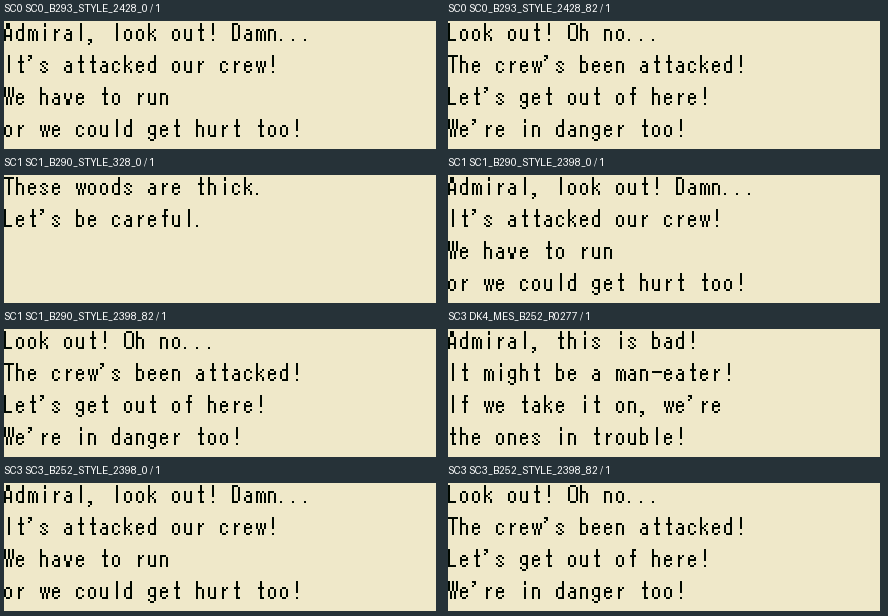 SC0 SC0_B293_STYLE_2428_0 / 1
Admiral, look out! Damn...
It's attacked our crew!
We have to run
or we could get hurt too!
SC0 SC0_B293_STYLE_2428_82 / 1
Look out! Oh no...
The crew's been attacked!
Let's get out of here!
We're in danger too!
SC1 SC1_B290_STYLE_328_0 / 1
These woods are thick.
Let's be careful.
SC1 SC1_B290_STYLE_2398_0 / 1
Admiral, look out! Damn...
It's attacked our crew!
We have to run
or we could get hurt too!
SC1 SC1_B290_STYLE_2398_82 / 1
Look out! Oh no...
The crew's been attacked!
Let's get out of here!
We're in danger too!
SC3 DK4_MES_B252_R0277 / 1
Admiral, this is bad!
It might be a man-eater!
If we take it on, we're
the ones in trouble!
SC3 SC3_B252_STYLE_2398_0 / 1
Admiral, look out! Damn...
It's attacked our crew!
We have to run
or we could get hurt too!
SC3 SC3_B252_STYLE_2398_82 / 1
Look out! Oh no...
The crew's been attacked!
Let's get out of here!
We're in danger too!